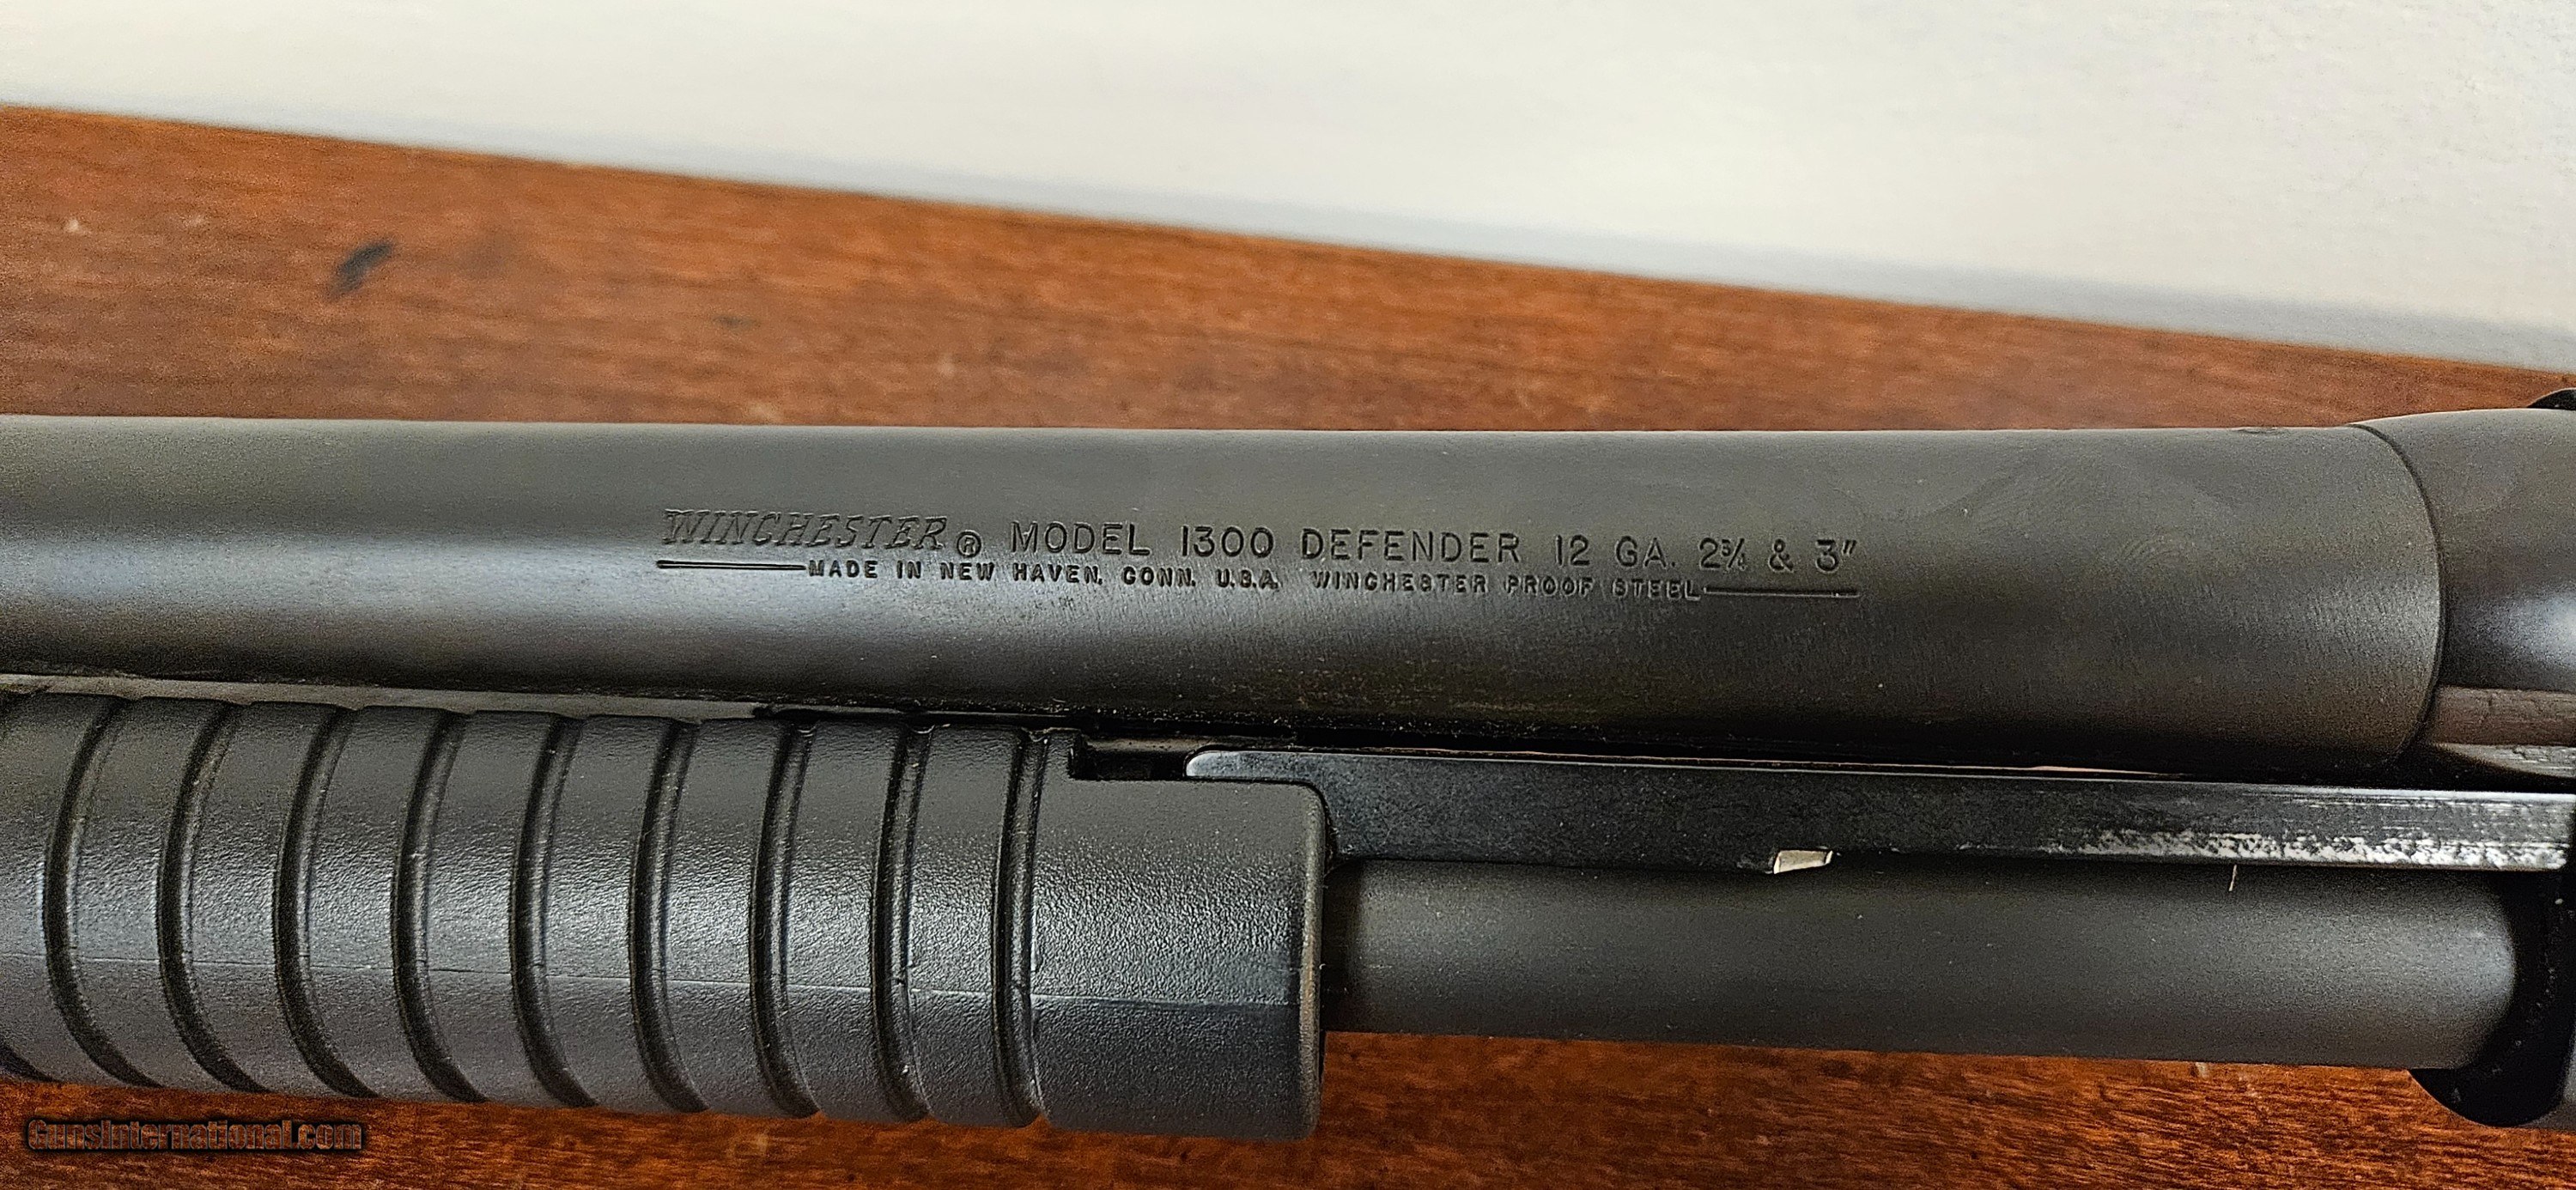 WINCHESTER® MODEL 1300 DEFENDER 12 GA. 2¾ & 3"
MADE IN NEW HAVEN, CONN. U.S.A. WINCHESTER PROOF STEEL
GunsInternational.com